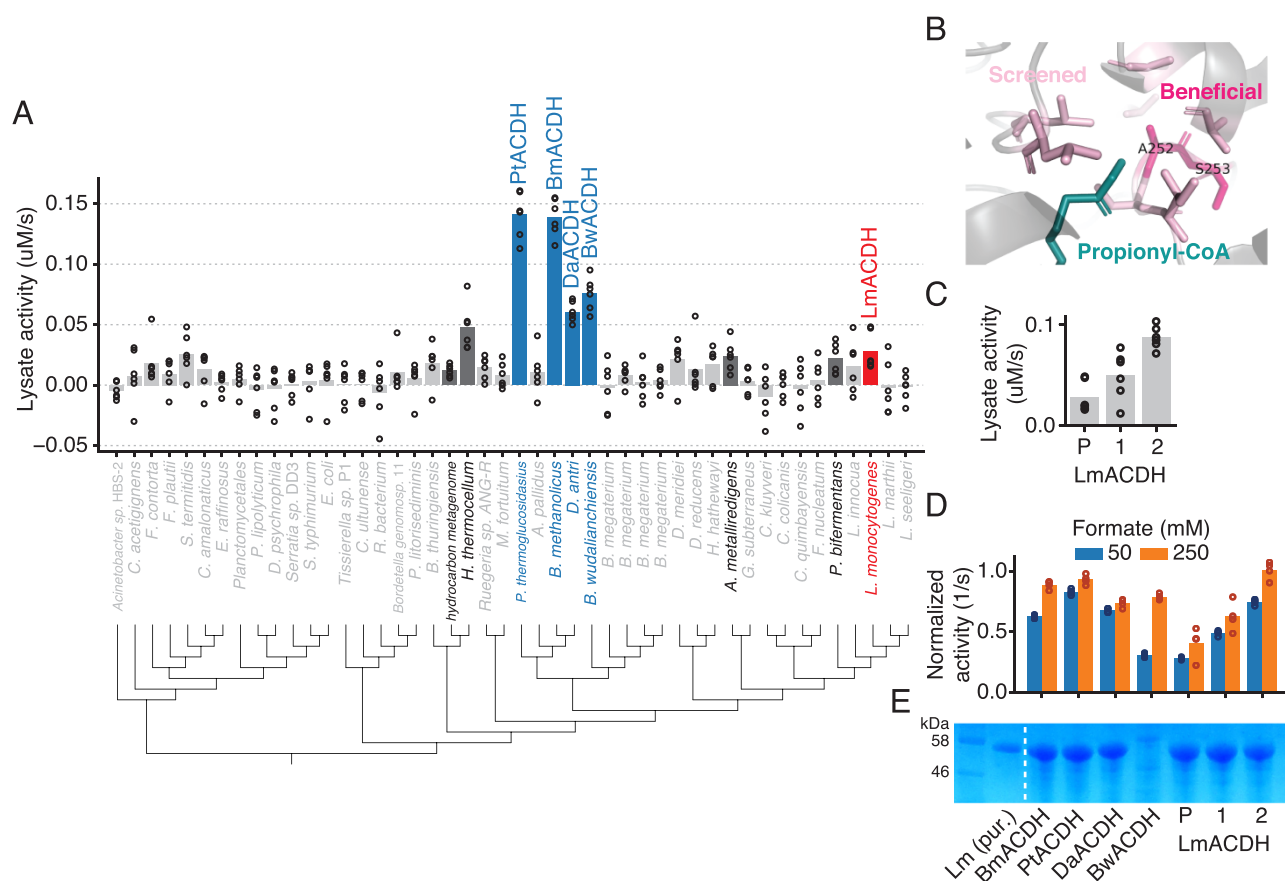 A
Lysate activity (uM/s)
0.15
0.10
0.05
0.00
−0.05
PtACDH
BmACDH
DaACDH
BwACDH
LmACDH
Acinetobacter sp. HBS-2
C. acetigignens
F. contorta
F. plautii
S. termitidis
C. amalonaticus
E. raffinosus
Planctomycetales
P. lipolyticum
D. psychrophila
Serratia sp. DD3
S. typhimurium
E. coli
Tissierella sp. P1
C. ultunense
R. bacterium
Bordetella genomosp. 11
P. litorisediminis
B. thuringiensis
hydrocarbon metagenome
H. thermocellum
Ruegeria sp. ANG-R
M. fortuitum
A. pallidus
P. thermoglucosidasius
B. methanolicus
D. antri
B. wudalianchiensis
B. megaterium
B. megaterium
B. megaterium
B. megaterium
D. meridiei
D. reducens
H. hathewayi
A. metalliredigens
G. subterraneus
C. kluyveri
C. colicanis
C. quimbayensis
F. nucleatum
P. bifermentans
L. innocua
L. monocytogenes
L. marthii
L. seeligeri
B
Screened
Beneficial
A252
S253
Propionyl-CoA
C
Lysate activity
(uM/s)
0.1
0.0
P 1 2
LmACDH
D
Formate (mM)
50 250
Normalized
activity (1/s)
1.0
0.5
0.0
E
kDa
58
46
Lm (pur.)
BmACDH
PtACDH
DaACDH
BwACDH
P 1 2
LmACDH